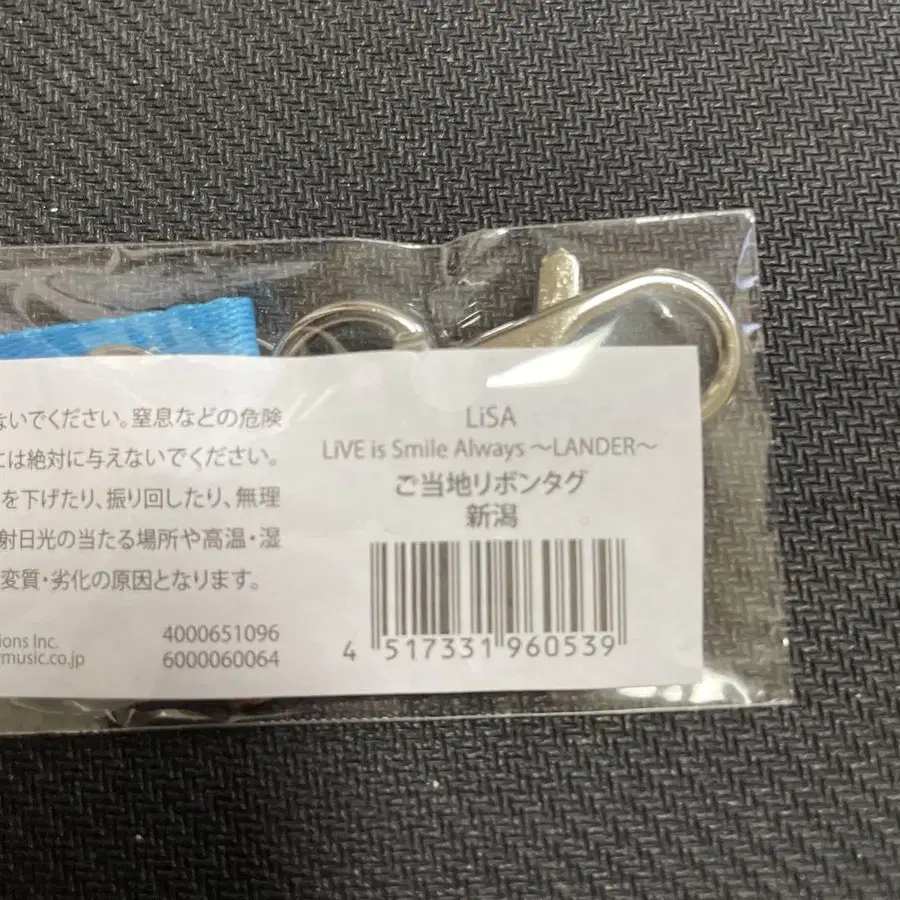 ないでください。窒息などの危険
には絶対に与えないでください。
を下げたり、振り回したり、無理
射日光の当たる場所や高温・湿
変質・劣化の原因となります。
ions Inc.
music.co.jp
4000651096
6000060064
LiSA
LiVE is Smile Always ～LANDER～
ご当地リボンタグ
新潟
4 517331 960539